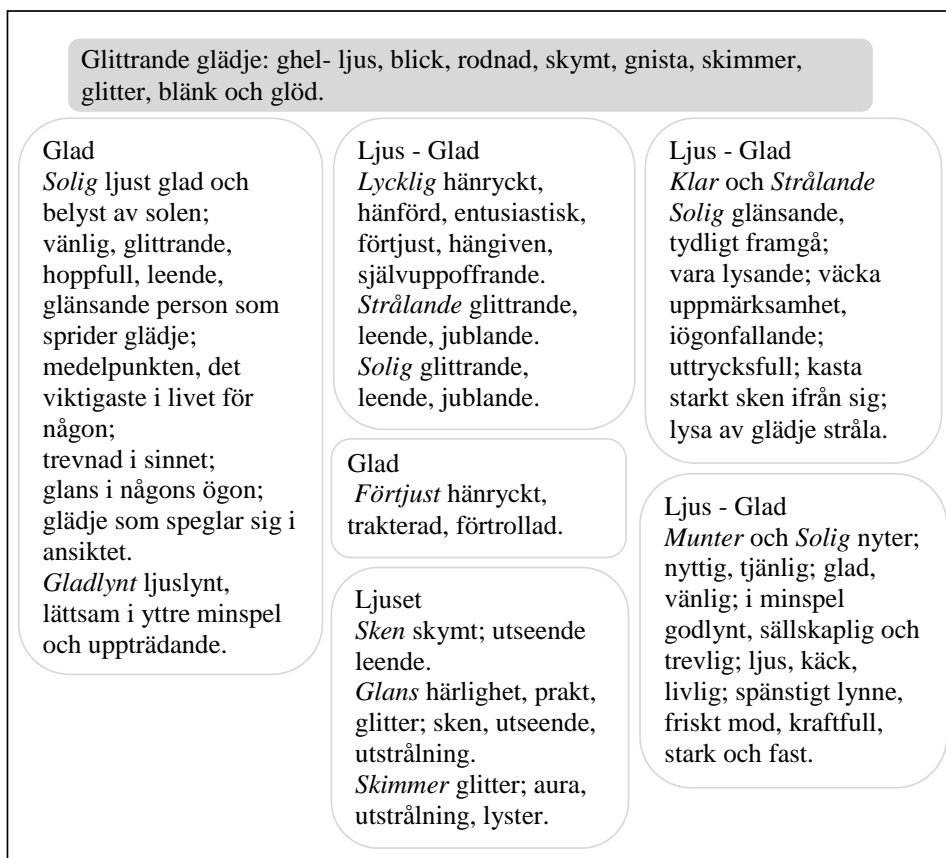 Glittrande glädje: ghel- ljus, blick, rodnad, skymt, gnista, skimmer,
glitter, blänk och glöd.
Glad
Solig ljust glad och
belyst av solen;
vänlig, glittrande,
hoppfull, leende,
glänsande person som
sprider glädje;
medelpunkten, det
viktigaste i livet för
någon;
trevnad i sinnet;
glans i någons ögon;
glädje som speglar sig i
ansiktet.
Gladlynt ljuslynt,
lättsam i yttre minspel
och uppträdande.
Ljus - Glad
Lycklig hänryckt,
hänförd, entusiastisk,
förtjust, hängiven,
självuppoffrande.
Strålande glittrande,
leende, jublande.
Solig glittrande,
leende, jublande.
Glad
Förtjust hänryckt,
trakterad, förtrollad.
Ljuset
Sken skymt; utseende
leende.
Glans härlighet, prakt,
glitter; sken, utseende,
utstrålning.
Skimmer glitter; aura,
utstrålning, lyster.
Ljus - Glad
Klar och Strålande
Solig glänsande,
tydligt framgå;
vara lysande; väcka
uppmärksamhet,
iögonfallande;
uttrycksfull; kasta
starkt sken ifrån sig;
lysa av glädje stråla.
Ljus - Glad
Munter och Solig nyter;
nyttig, tjänlig; glad,
vänlig; i minspel
godlynt, sällskaplig och
trevlig; ljus, käck,
livlig; spänstigt lynne,
friskt mod, kraftfull,
stark och fast.